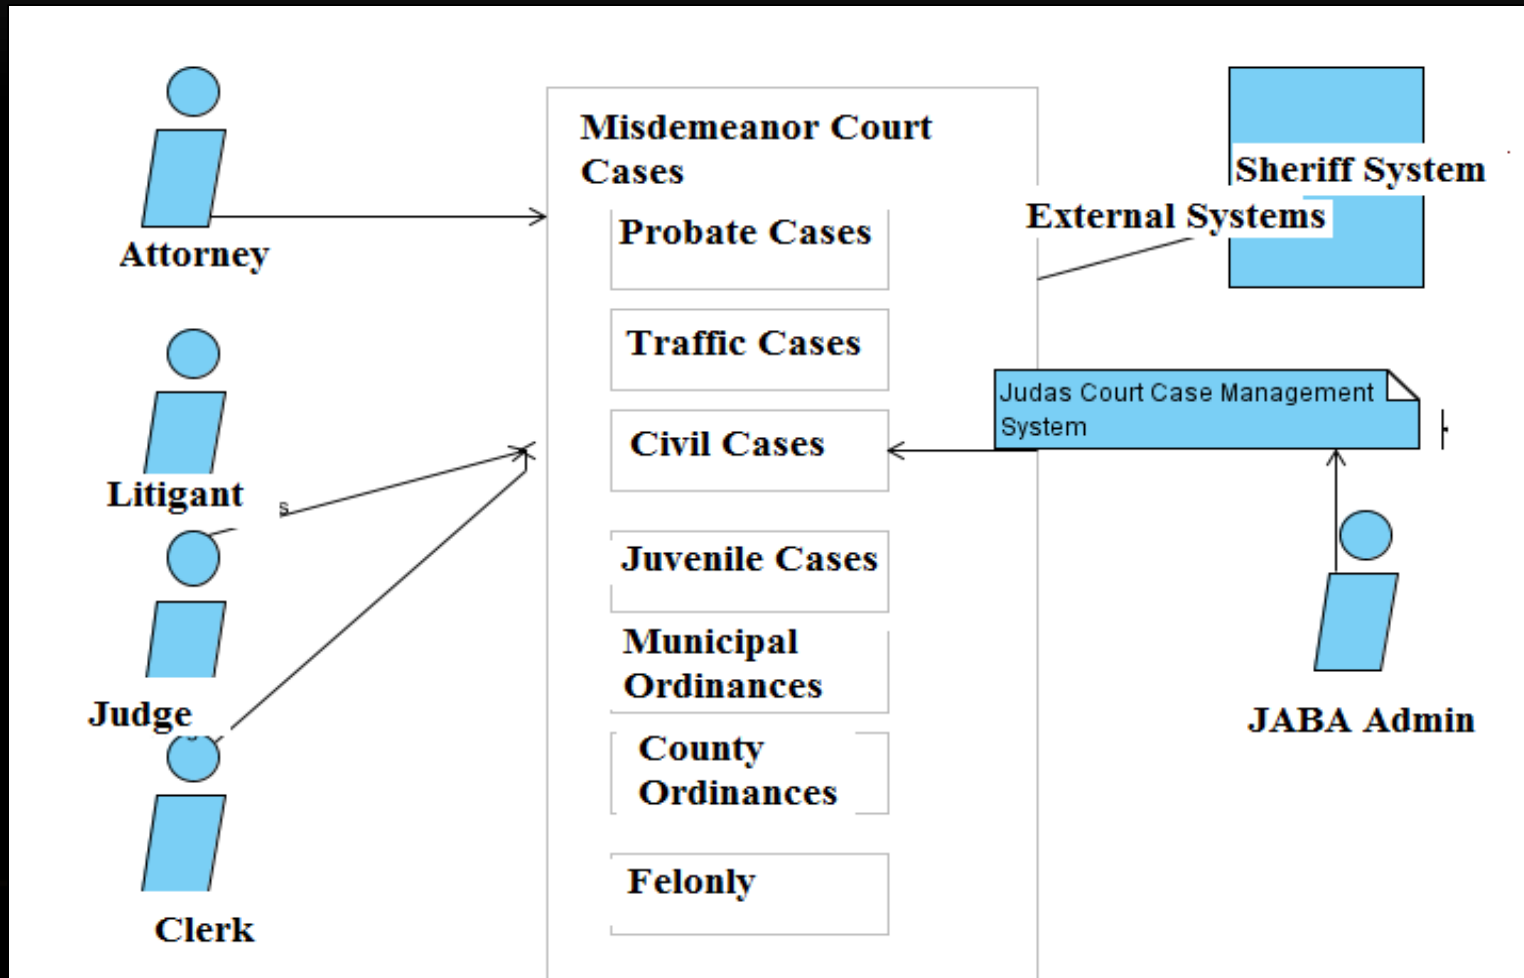 Attorney
Litigant
s
Judge
Clerk
Misdemeanor Court
Cases
Probate Cases
Traffic Cases
Civil Cases
Juvenile Cases
Municipal
Ordinances
County
Ordinances
Felonly
Sheriff System
External Systems
Judas Court Case Management
System
JABA Admin